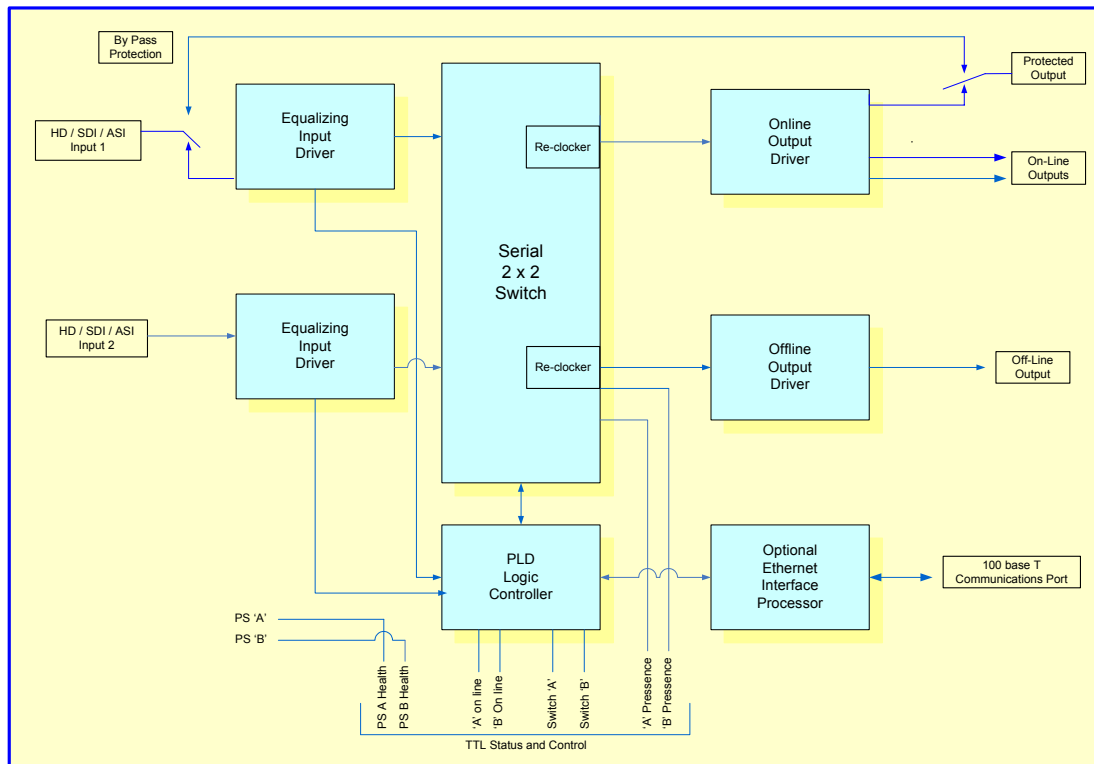 By Pass
Protection
Protected
Output
HD / SDI / ASI
Input 1
Equalizing
Input
Driver
Re-clocker
Online
Output
Driver
On-Line
Outputs
Serial
2 x 2
Switch
HD / SDI / ASI
Input 2
Equalizing
Input
Driver
Re-clocker
Offline
Output
Driver
Off-Line
Output
PLD
Logic
Controller
Optional
Ethernet
Interface
Processor
100 base T
Communications Port
PS ‘A’
PS ‘B’
PS A Health
PS B Health
‘A’ on line
‘B’ On line
Switch ‘A’
Switch ‘B’
‘A’ Pressence
‘B’ Pressence
TTL Status and Control